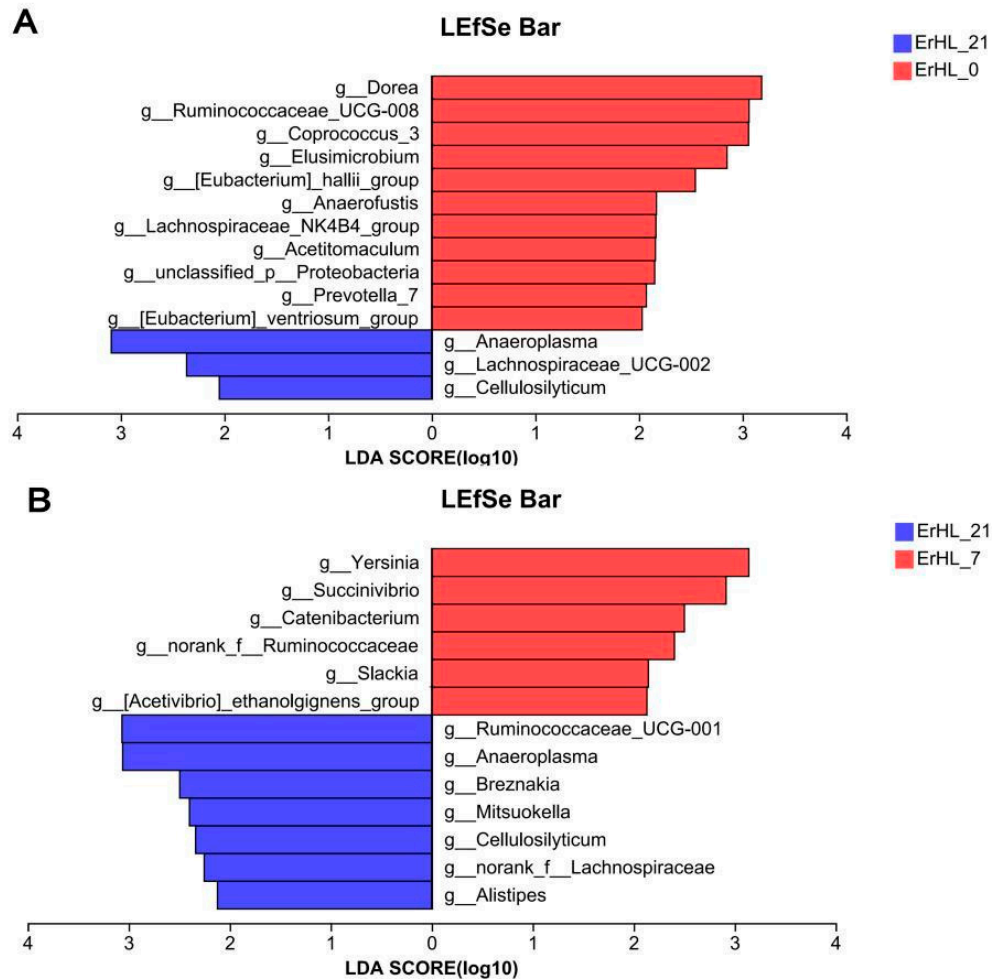 A
LEfSe Bar
ErHL_21
ErHL_0
g__Dorea
g__Ruminococcaceae_UCG-008
g__Coprococcus_3
g__Elusimicrobium
g__[Eubacterium]_hallii_group
g__Anaerofustis
g__Lachnospiraceae_NK4B4_group
g__Acetitomaculum
g__unclassified_p__Proteobacteria
g__Prevotella_7
g__[Eubacterium]_ventriosum_group
g__Anaeroplasma
g__Lachnospiraceae_UCG-002
g__Cellulosilyticum
4 3 2 1 0 1 2 3 4
LDA SCORE(log10)
B
LEfSe Bar
ErHL_21
ErHL_7
g__Yersinia
g__Succinivibrio
g__Catenibacterium
g__norank_f__Ruminococcaceae
g__Slackia
g__[Acetivibrio]_ethanolgignens_group
g__Ruminococcaceae_UCG-001
g__Anaeroplasma
g__Breznakia
g__Mitsuokella
g__Cellulosilyticum
g__norank_f__Lachnospiraceae
g__Alistipes
4 3 2 1 0 1 2 3 4
LDA SCORE(log10)